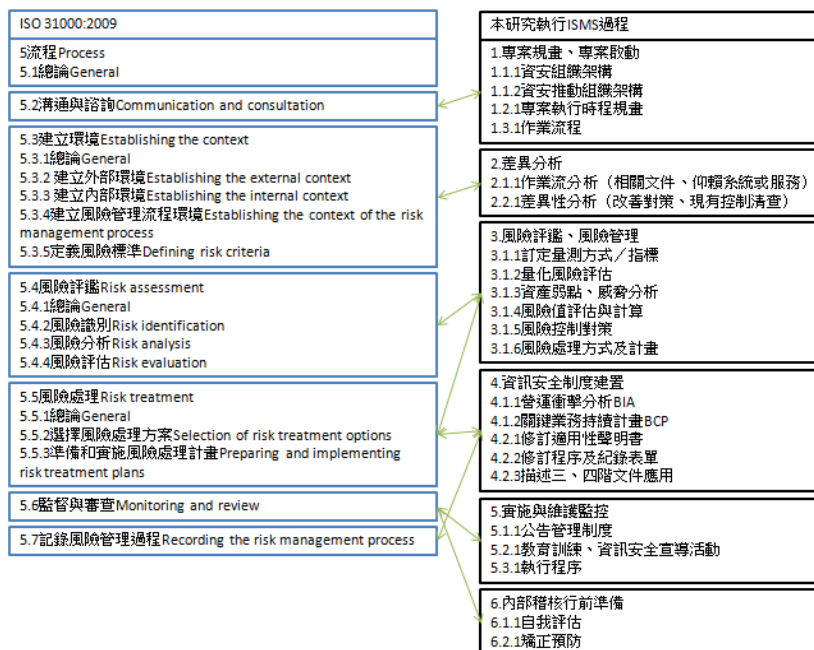 ISO 31000:2009
5流程Process
5.1總論General
5.2溝通與諮詢Communication and consultation
5.3建立環境Establishing the context
5.3.1總論General
5.3.2 建立外部環境Establishing the external context
5.3.3 建立內部環境Establishing the internal context
5.3.4建立風險管理流程環境Establishing the context of the risk
management process
5.3.5定義風險標準Defining risk criteria
5.4風險評鑑Risk assessment
5.4.1總論General
5.4.2風險識別Risk identification
5.4.3風險分析Risk analysis
5.4.4風險評估Risk evaluation
5.5風險處理Risk treatment
5.5.1總論General
5.5.2選擇風險處理方案Selection of risk treatment options
5.5.3準備和實施風險處理計畫Preparing and implementing
risk treatment plans
5.6監督與審查Monitoring and review
5.7記錄風險管理過程Recording the risk management process
本研究執行ISMS過程
1.專案規畫、專案啟動
1.1.1資安組織架構
1.1.2資安推動組織架構
1.2.1專案執行時程規畫
1.3.1作業流程
2.差異分析
2.1.1作業流分析（相關文件、仰賴系統或服務）
2.2.1差異性分析（改善對策、現有控制清查）
3.風險評鑑、風險管理
3.1.1訂定量測方式／指標
3.1.2量化風險評估
3.1.3資產弱點、威脅分析
3.1.4風險值評估與計算
3.1.5風險控制對策
3.1.6風險處理方式及計畫
4.資訊安全制度建置
4.1.1營運衝擊分析BIA
4.1.2關鍵業務持續計畫BCP
4.2.1修訂適用性聲明書
4.2.2修訂程序及紀錄表單
4.2.3描述三、四階文件應用
5.實施與維護監控
5.1.1公告管理制度
5.2.1教育訓練、資訊安全宣導活動
5.3.1執行程序
6.內部稽核行前準備
6.1.1自我評估
6.2.1矯正預防